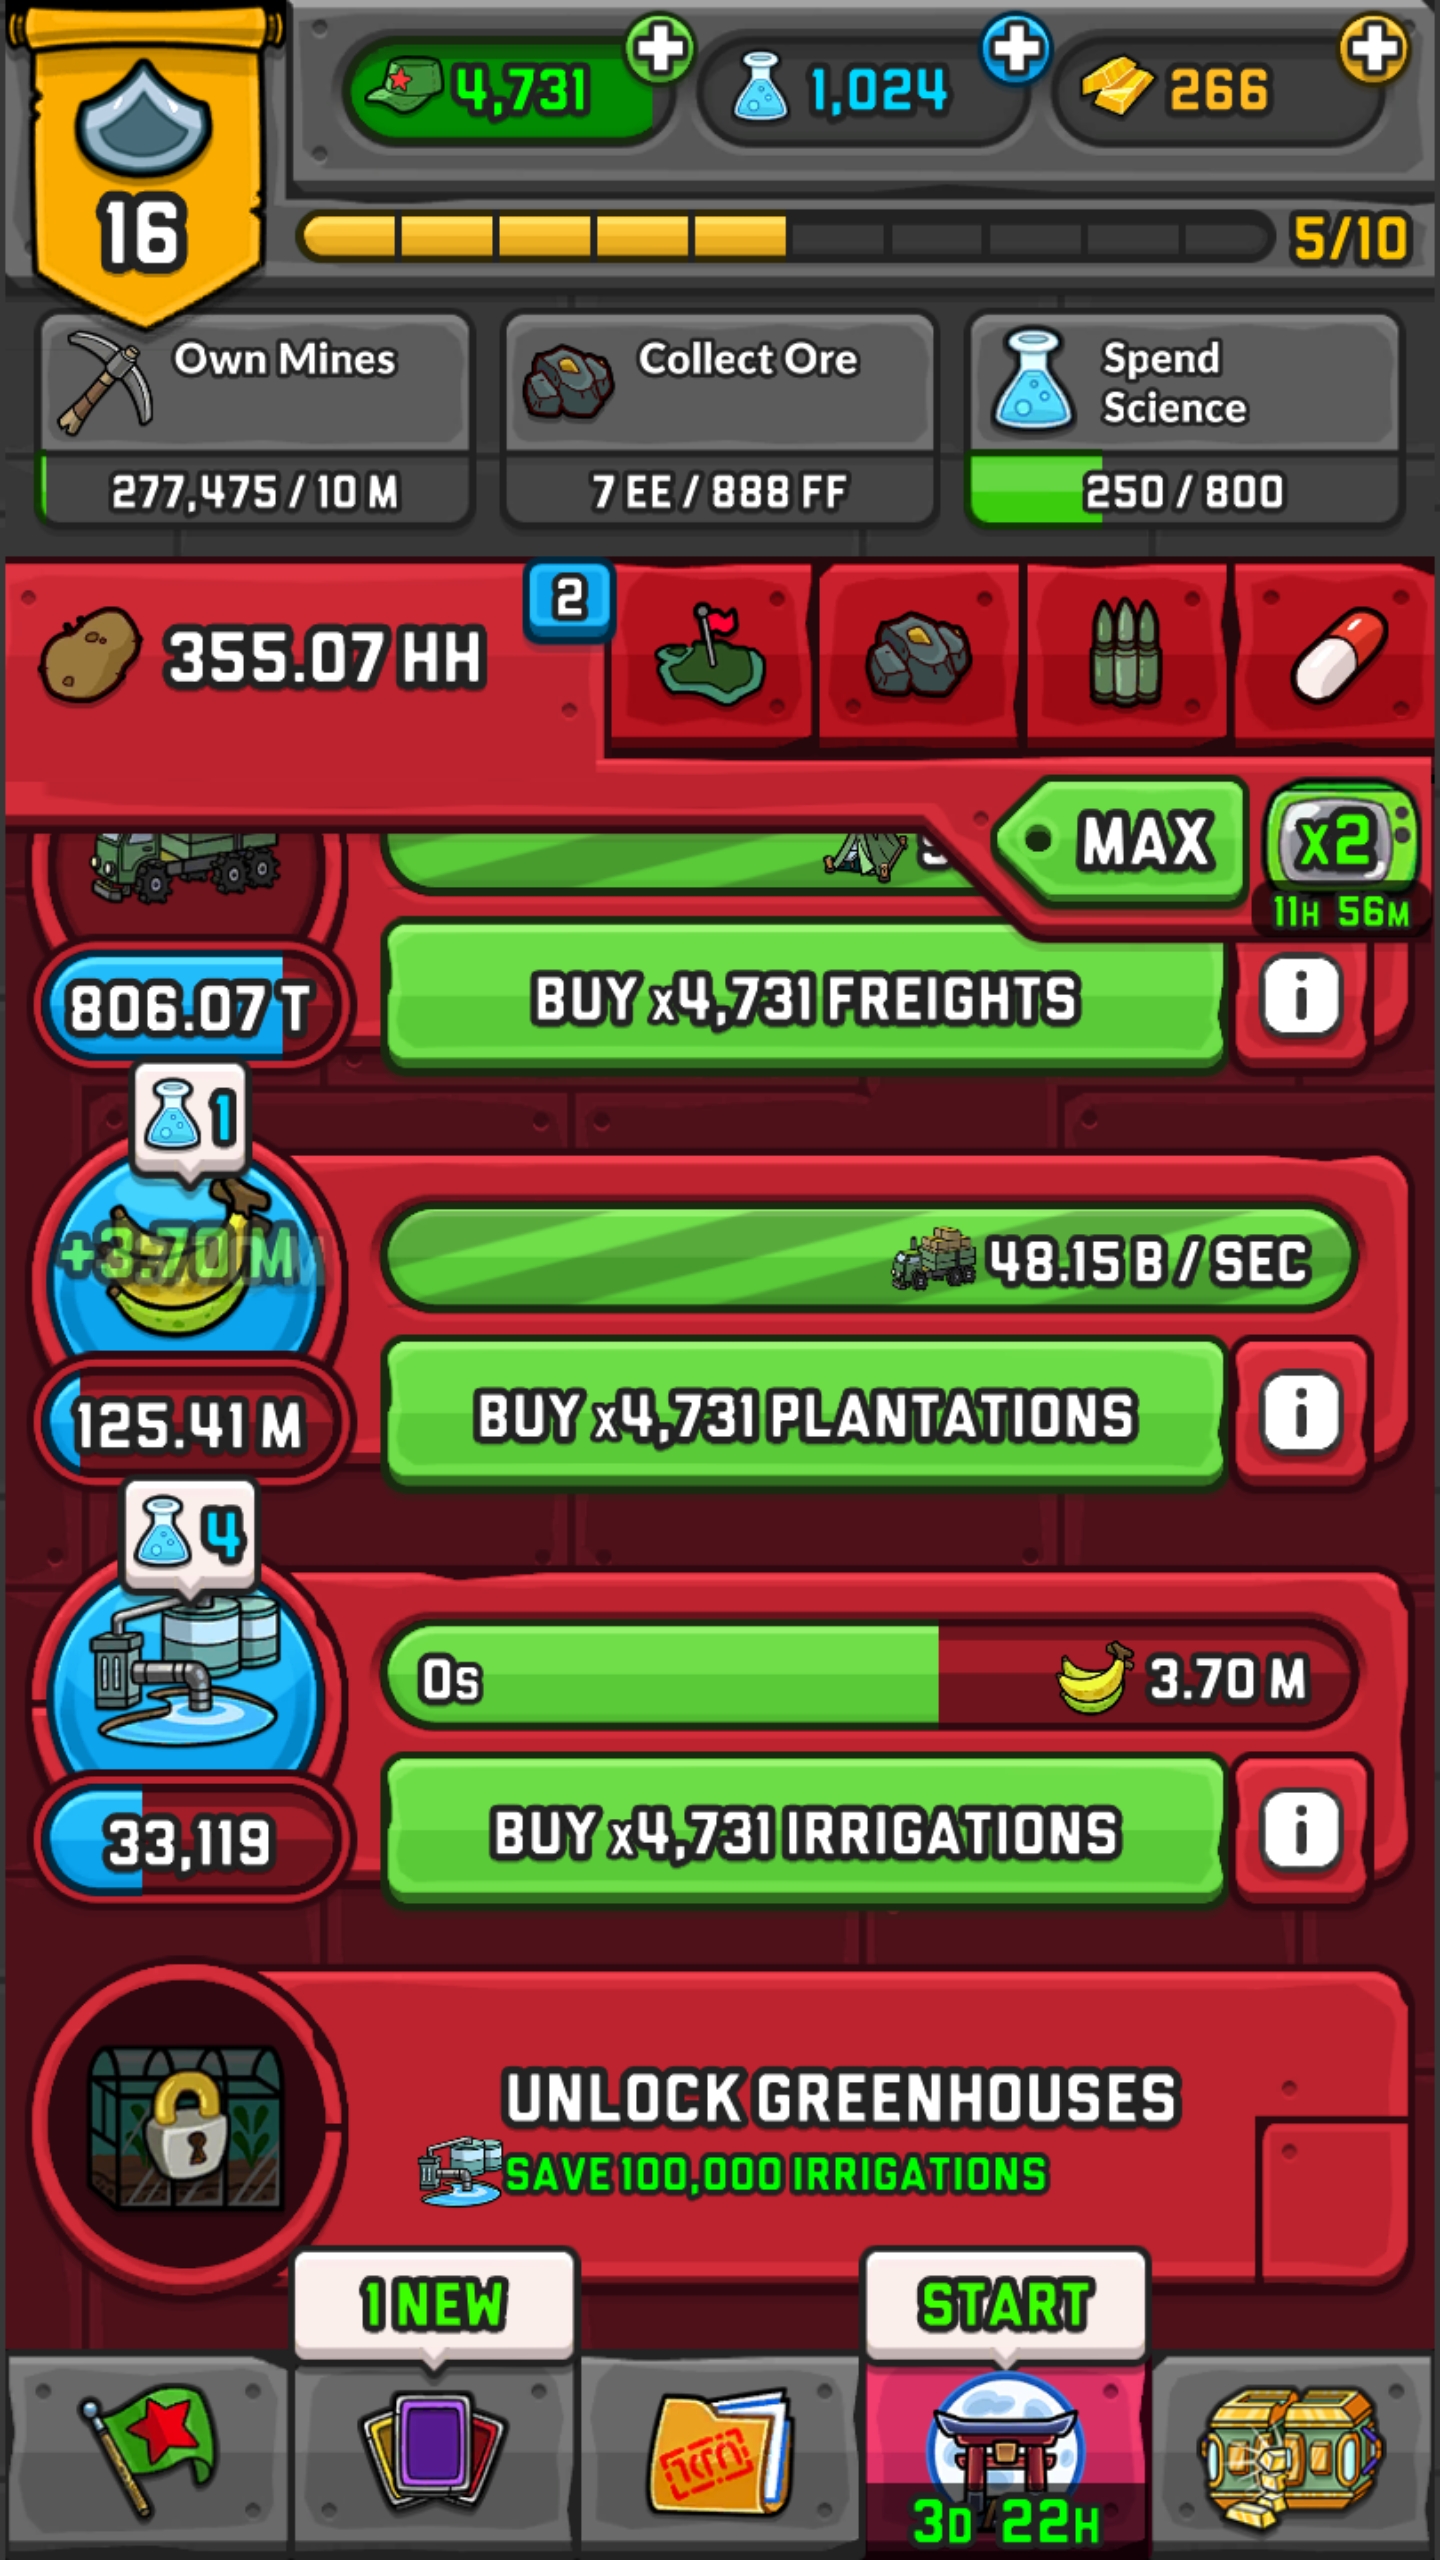 4,731
1,024
266
16
5/10
Own Mines
277,475 / 10 M
Collect Ore
7 EE / 888 FF
Spend
Science
250 / 800
355.07 HH
2
MAX
x2
11H 56M
806.07 T
BUY x4,731 FREIGHTS
i
1
+3.70 M
48.15 B / SEC
125.41 M
BUY x4,731 PLANTATIONS
i
4
0s
3.70 M
33,119
BUY x4,731 IRRIGATIONS
i
UNLOCK GREENHOUSES
SAVE 100,000 IRRIGATIONS
1 NEW
START
3D 22H